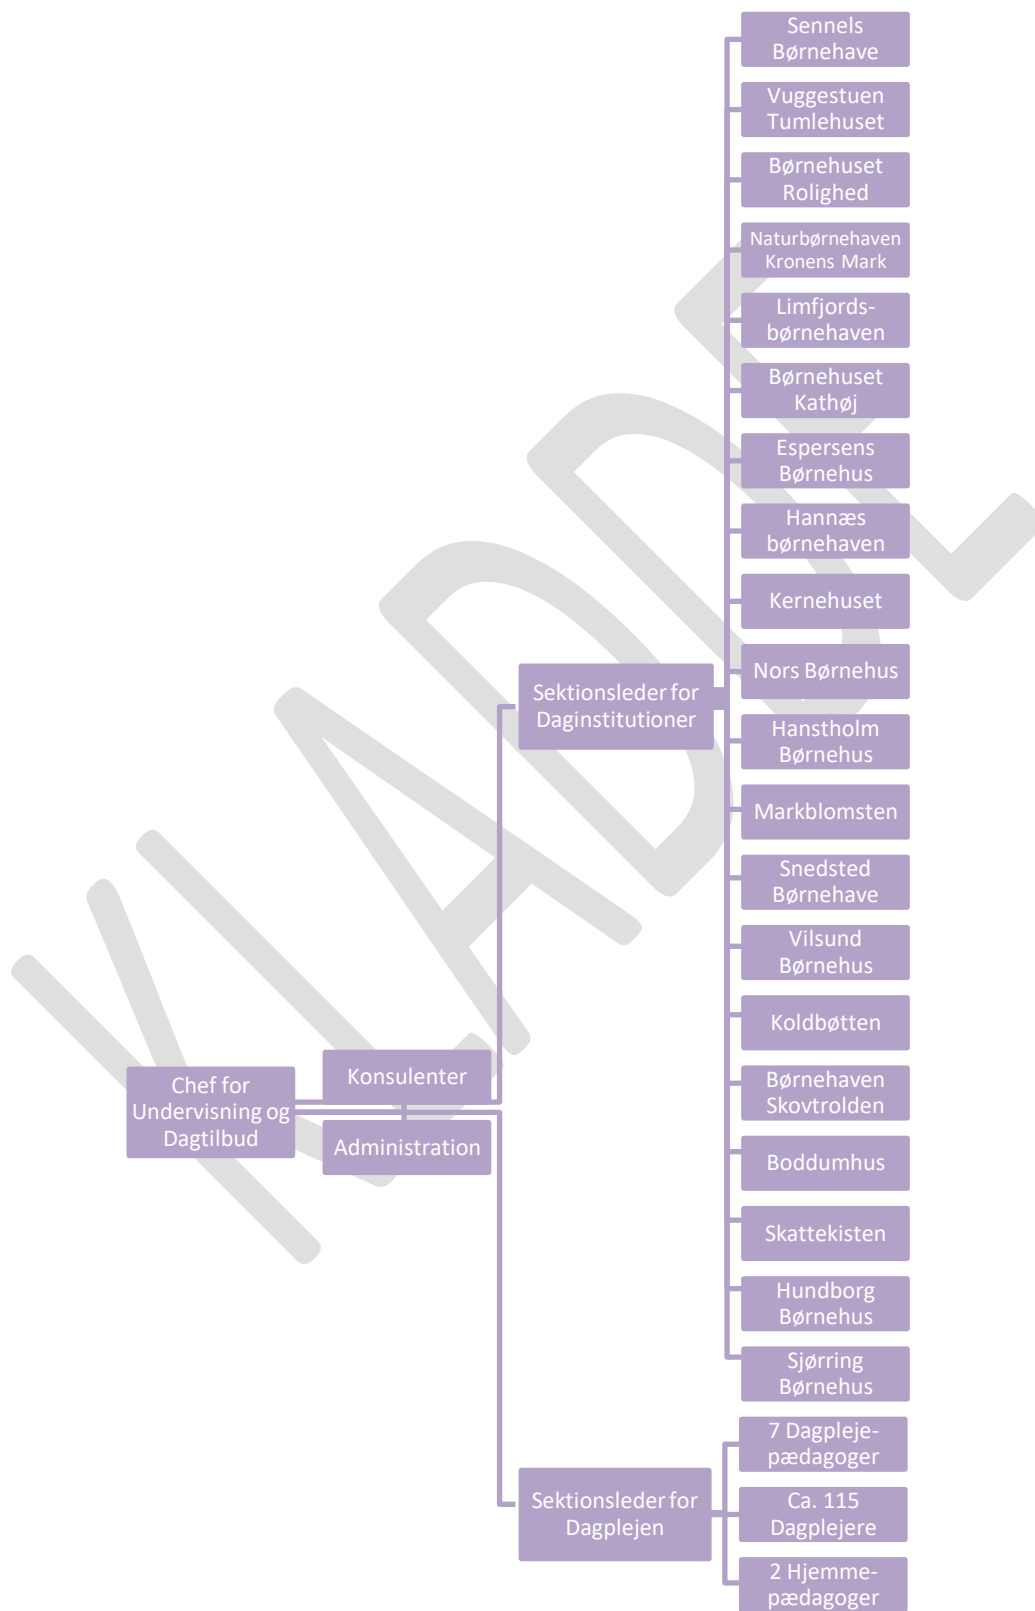 Sennels
Børnehave
Vuggestuen
Tumlehuset
Børnehuset
Rolighed
Naturbørnehaven
Kronens Mark
Limfjords-
børnehaven
Børnehuset
Kathøj
Espersens
Børnehus
Hannæs
børnehaven
Kernehuset
Nors Børnehus
Sektionsleder for
Daginstitutioner
Hanstholm
Børnehus
Markblomsten
Snedsted
Børnehave
Vilsund
Børnehus
Koldbøtten
Konsulenter
Chef for
Undervisning og
Dagtilbud
Administration
Børnehaven
Skovtrolden
Boddumhus
Skattekisten
Hundborg
Børnehus
Sjørring
Børnehus
7 Dagpleje-
pædagoger
Sektionsleder for
Dagplejen
Ca. 115
Dagplejere
2 Hjemme-
pædagoger
KLADDE